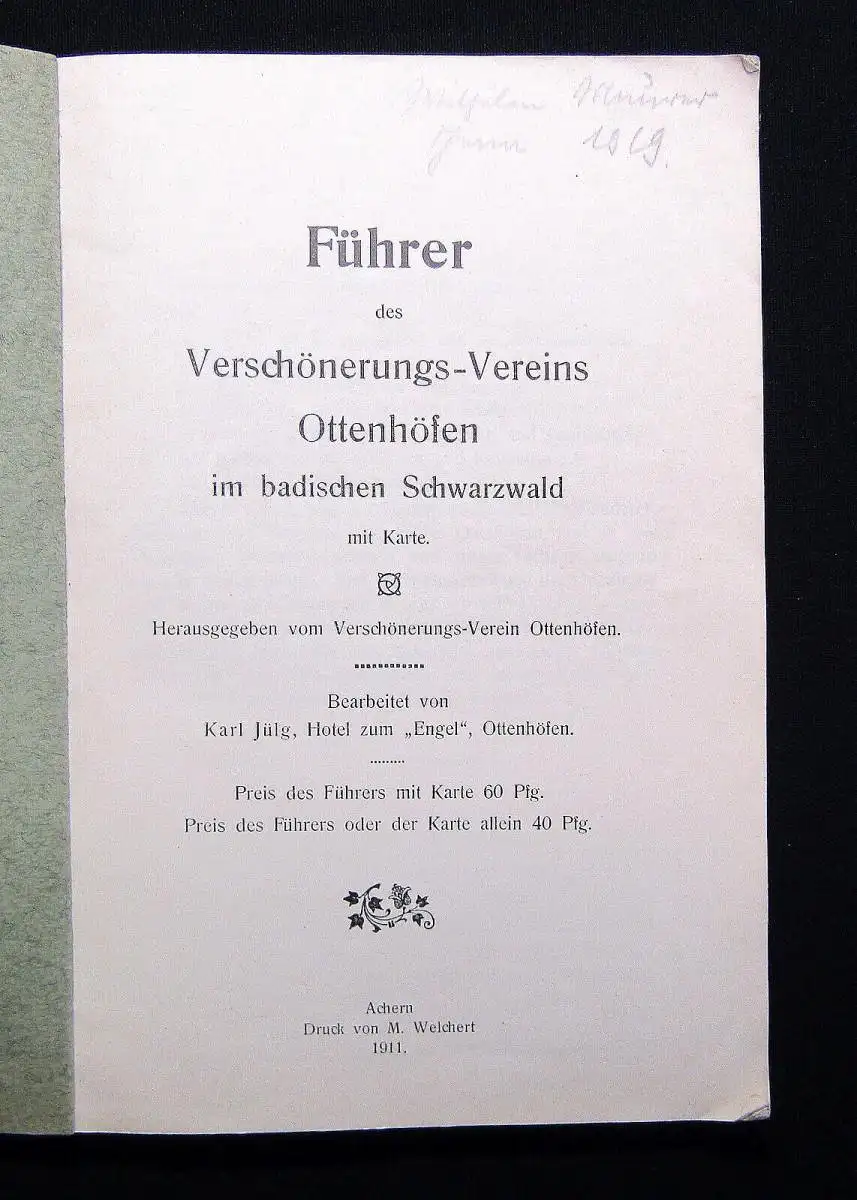 1919.
Führer
des
Verschönerungs-Vereins
Ottenhöfen
im badischen Schwarzwald
mit Karte.
Herausgegeben vom Verschönerungs-Verein Ottenhöfen.
Bearbeitet von
Karl Jülg, Hotel zum „Engel“, Ottenhöfen.
Preis des Führers mit Karte 60 Pfg.
Preis des Führers oder der Karte allein 40 Pfg.
Achern
Druck von M. Welchert
1911.